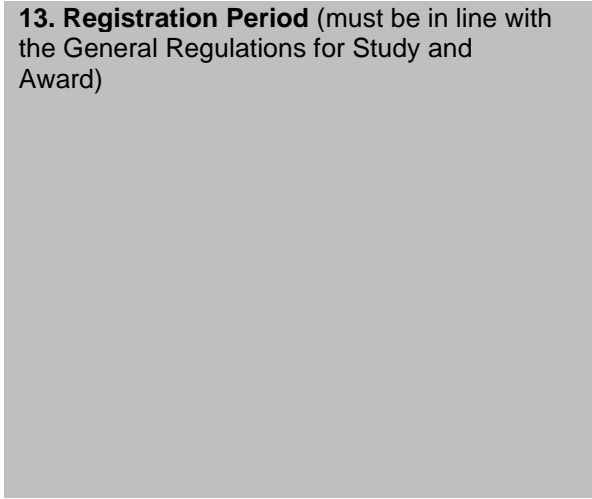 13. Registration Period (must be in line with
the General Regulations for Study and
Award)